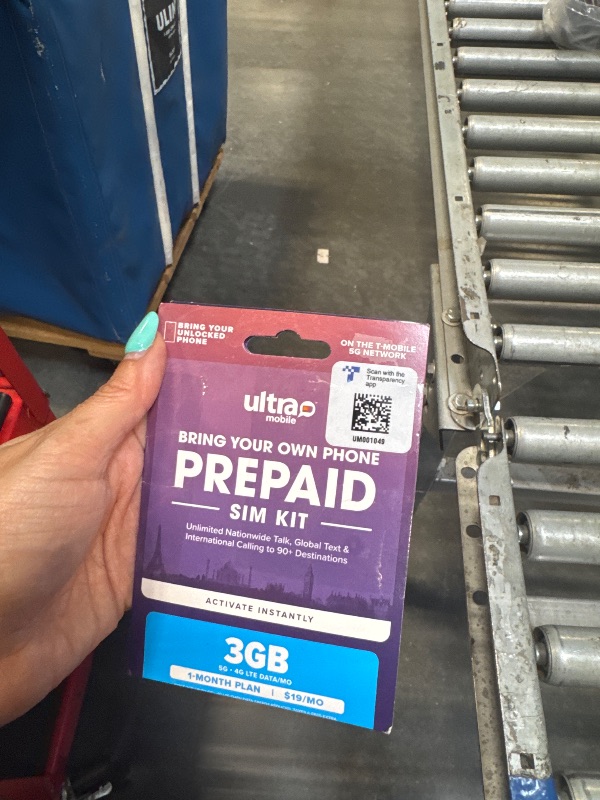 ULI
BRING YOUR
UNLOCKED
PHONE
ON THE T-MOBILE
5G NETWORK
Scan with the
Transparency
app
UM001049
ultra
mobile
BRING YOUR OWN PHONE
PREPAID
SIM KIT
Unlimited Nationwide Talk, Global Text &
International Calling to 90+ Destinations
ACTIVATE INSTANTLY
3GB
5G • 4G LTE DATA/MO
1-MONTH PLAN | $19/MO